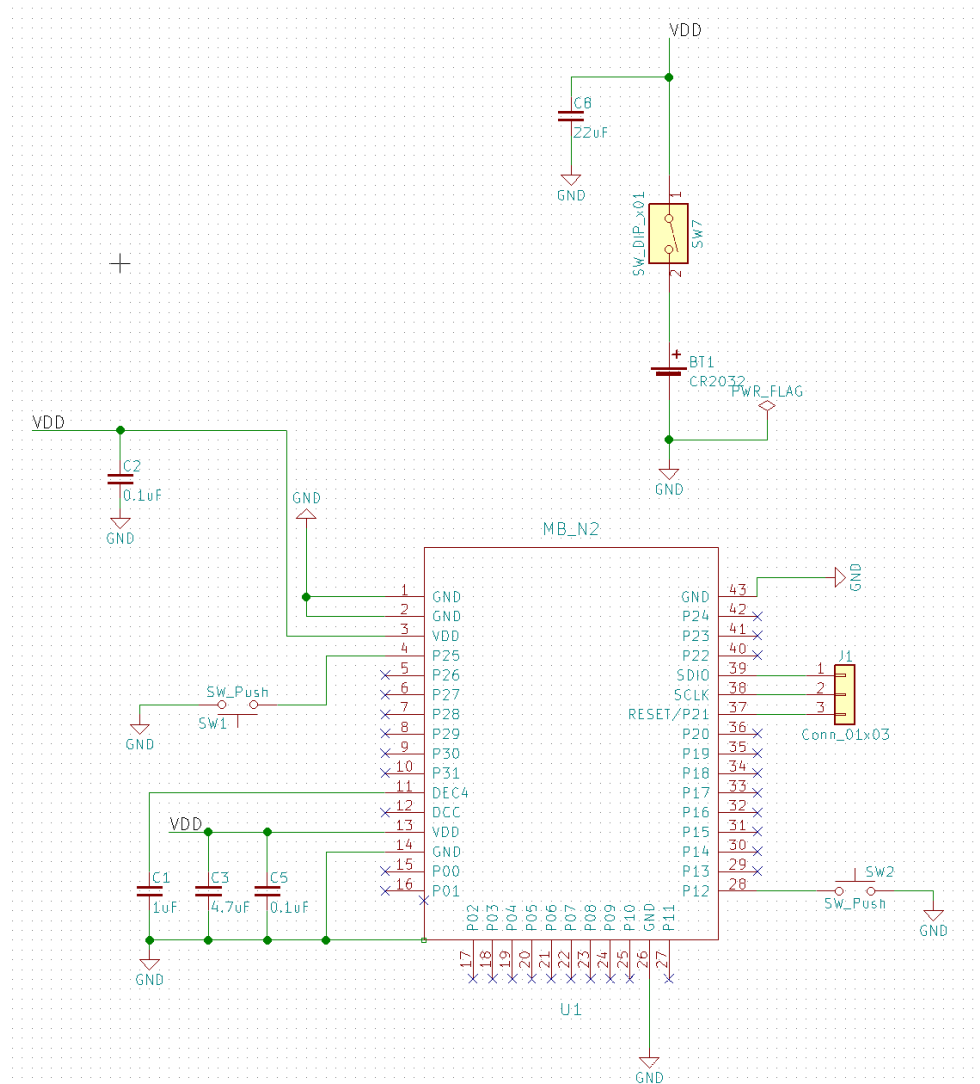 VDD
C8
22uF
GND
1
SW_DIP_x01
SW7
2
+
BT1
CR2032
PWR_FLAG
GND
VDD
C2
0.1uF
GND
GND
MB_N2
1 GND
2 GND
3 VDD
4 P25
5 P26
6 P27
7 P28
8 P29
9 P30
10 P31
11 DEC4
12 DCC
13 VDD
14 GND
15 P00
16 P01
GND 43
P24 42
P23 41
P22 40
SDIO 39
SCLK 38
RESET/P21 37
P20 36
P19 35
P18 34
P17 33
P16 32
P15 31
P14 30
P13 29
P12 28
GND
J1
1
2
3
Conn_01x03
SW_Push
SW1
GND
VDD
C1
1uF
C3
4.7uF
C5
0.1uF
GND
SW2
SW_Push
GND
P02 P03 P04 P05 P06 P07 P08 P09 P10 GND P11
17 18 19 20 21 22 23 24 25 26 27
U1
GND